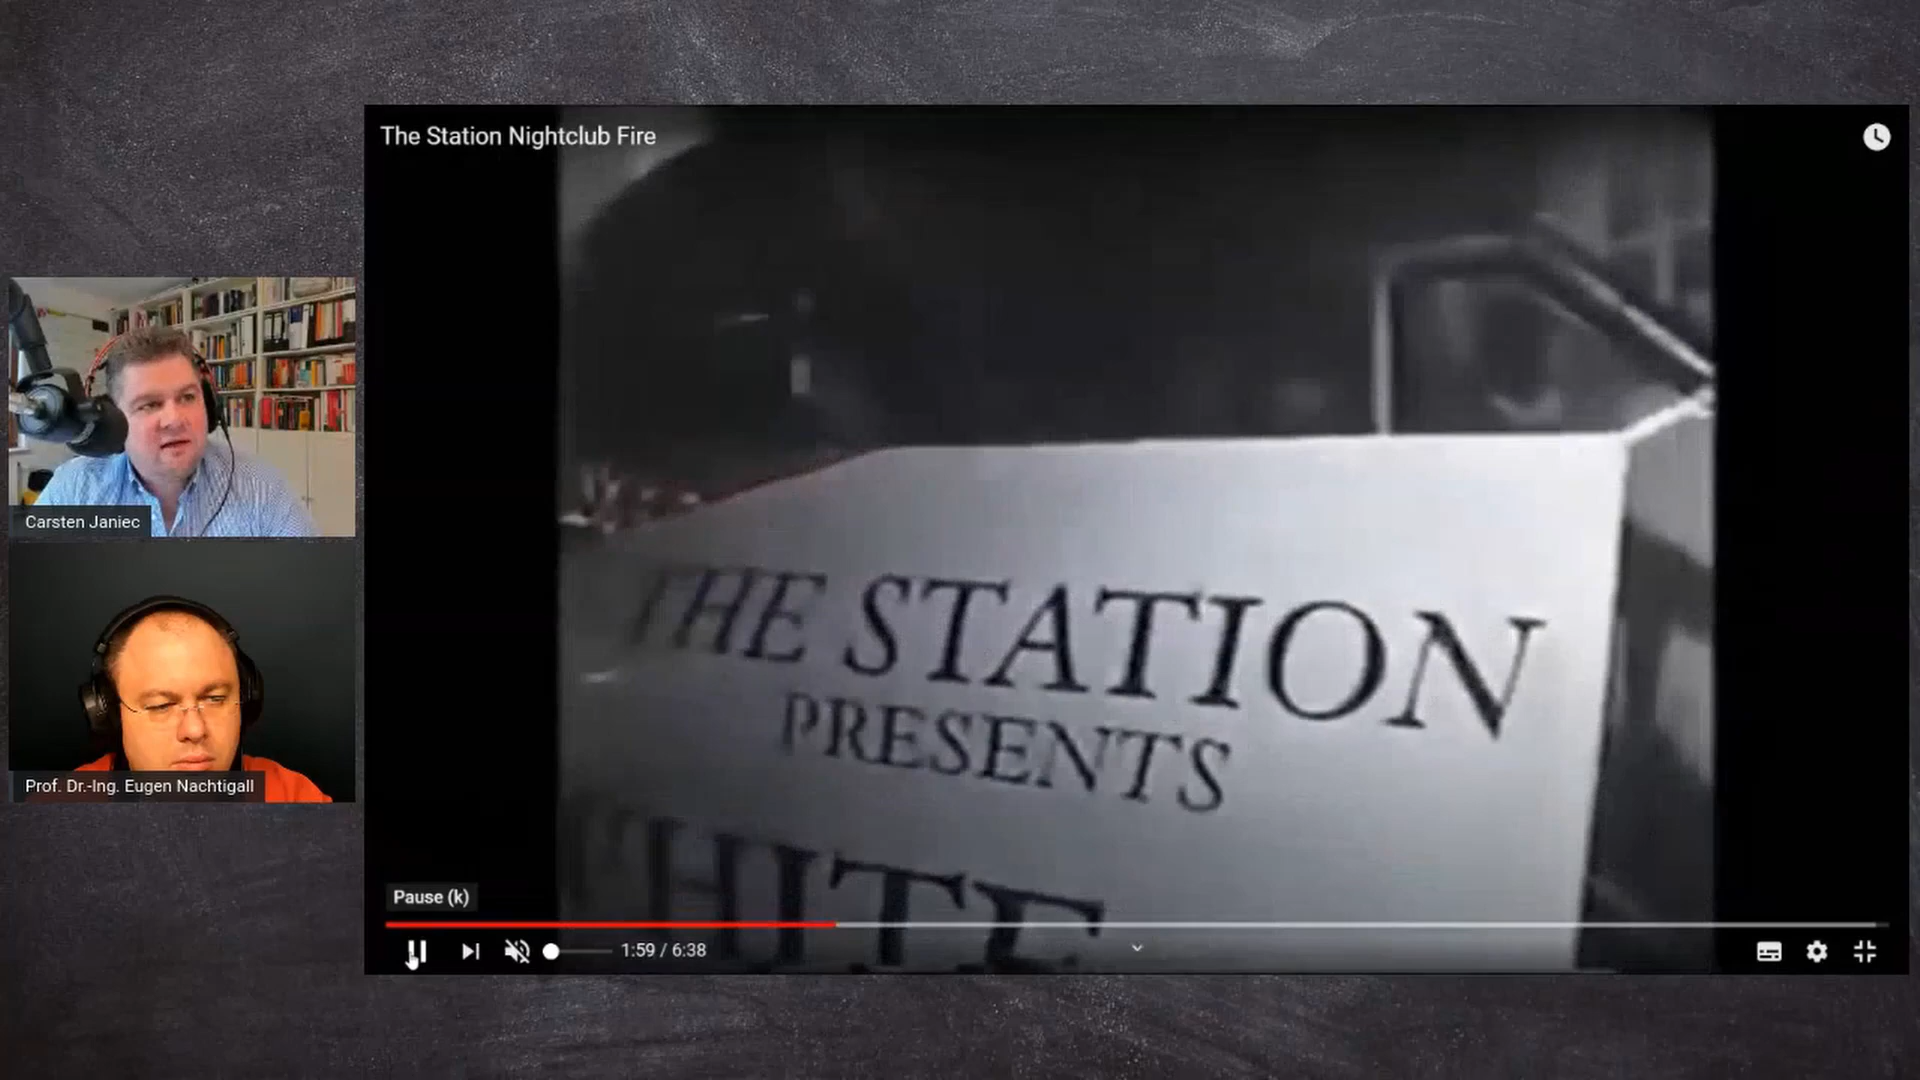 The Station Nightclub Fire
Carsten Janiec
Prof. Dr.-Ing. Eugen Nachtigall
THE STATION
PRESENTS
HITE
Pause (k)
1:59 / 6:38